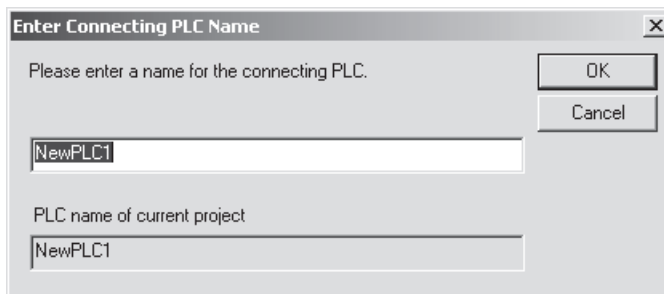 Enter Connecting PLC Name
Please enter a name for the connecting PLC.
OK
Cancel
NewPLC1
PLC name of current project
NewPLC1